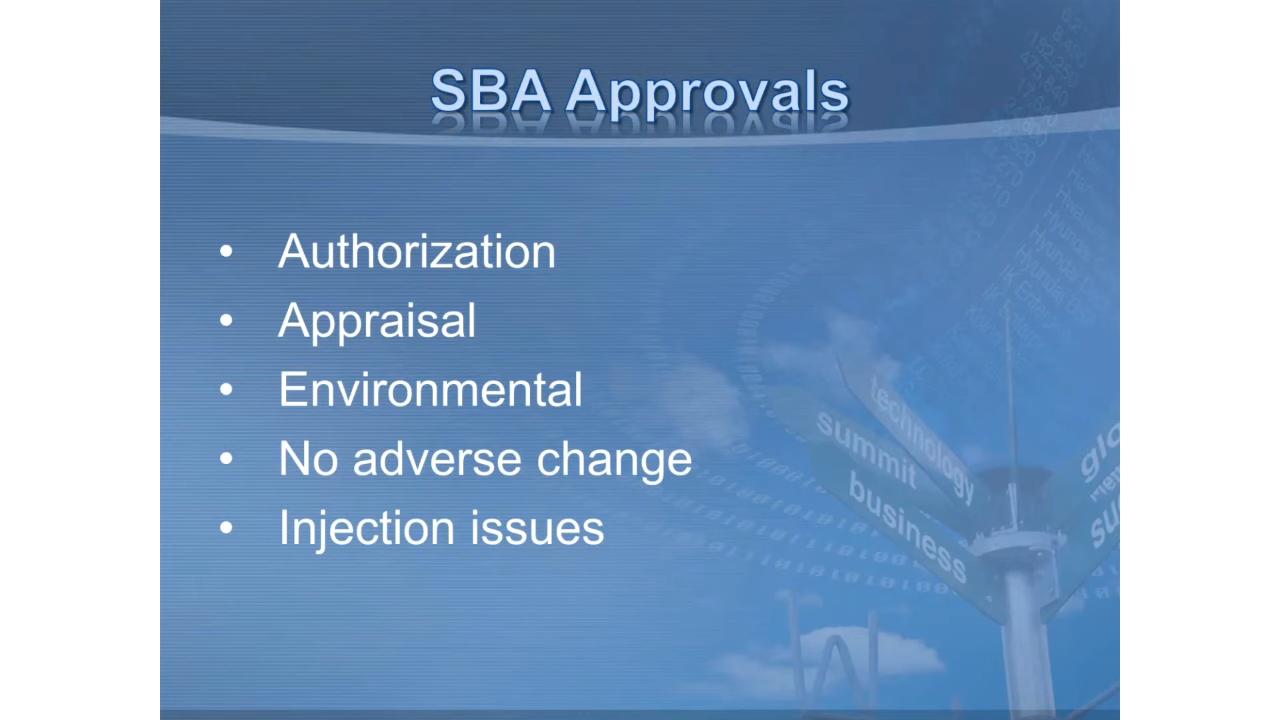 SBA Approvals
• Authorization
• Appraisal
• Environmental
• No adverse change
• Injection issues
technology
summit
business